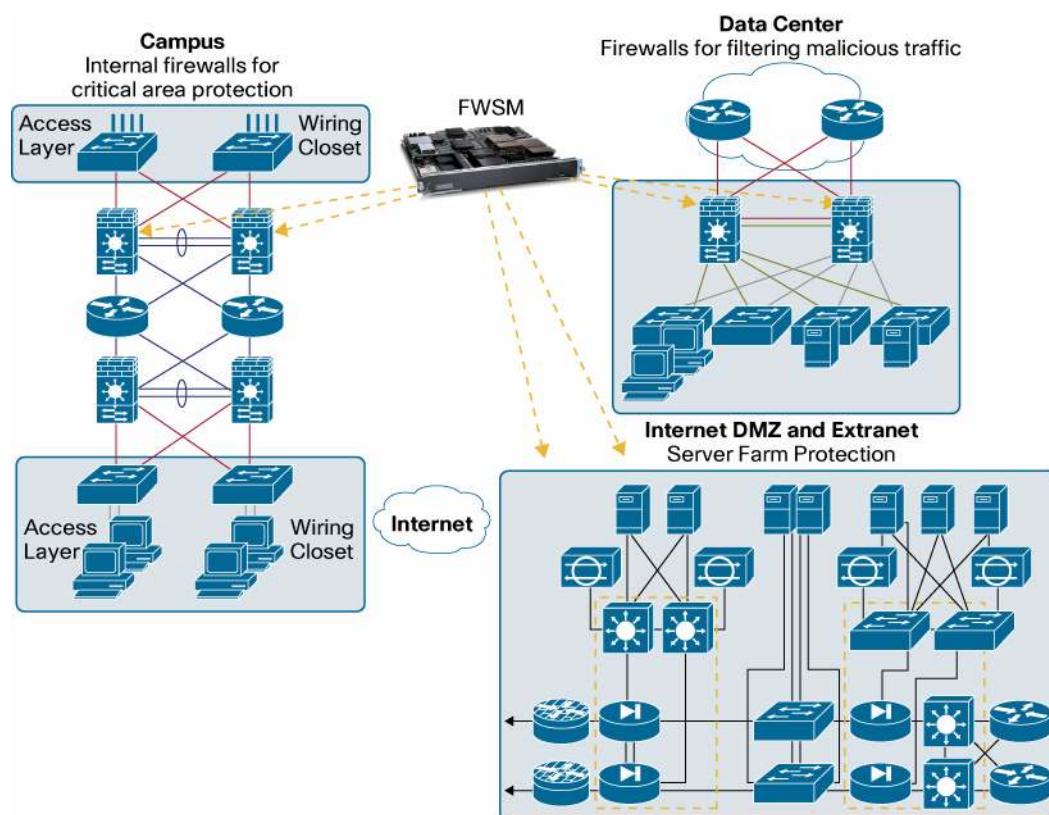 Campus
Internal firewalls for
critical area protection
Access
Layer
Wiring
Closet
FWSM
Data Center
Firewalls for filtering malicious traffic
Access
Layer
Wiring
Closet
Internet
Internet DMZ and Extranet
Server Farm Protection